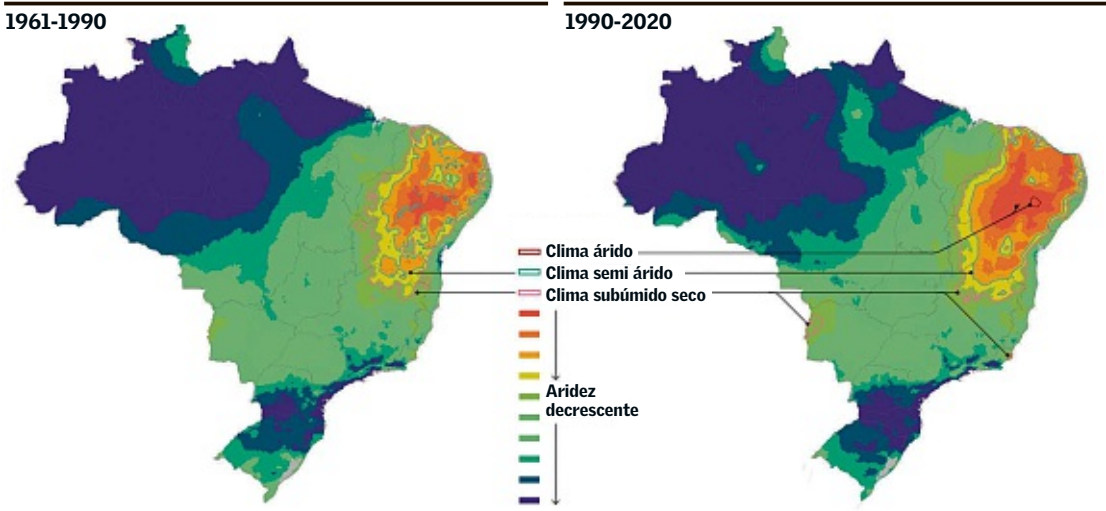 1961-1990
1990-2020
Clima árido
Clima semi árido
Clima subúmido seco
Aridez
decrescente